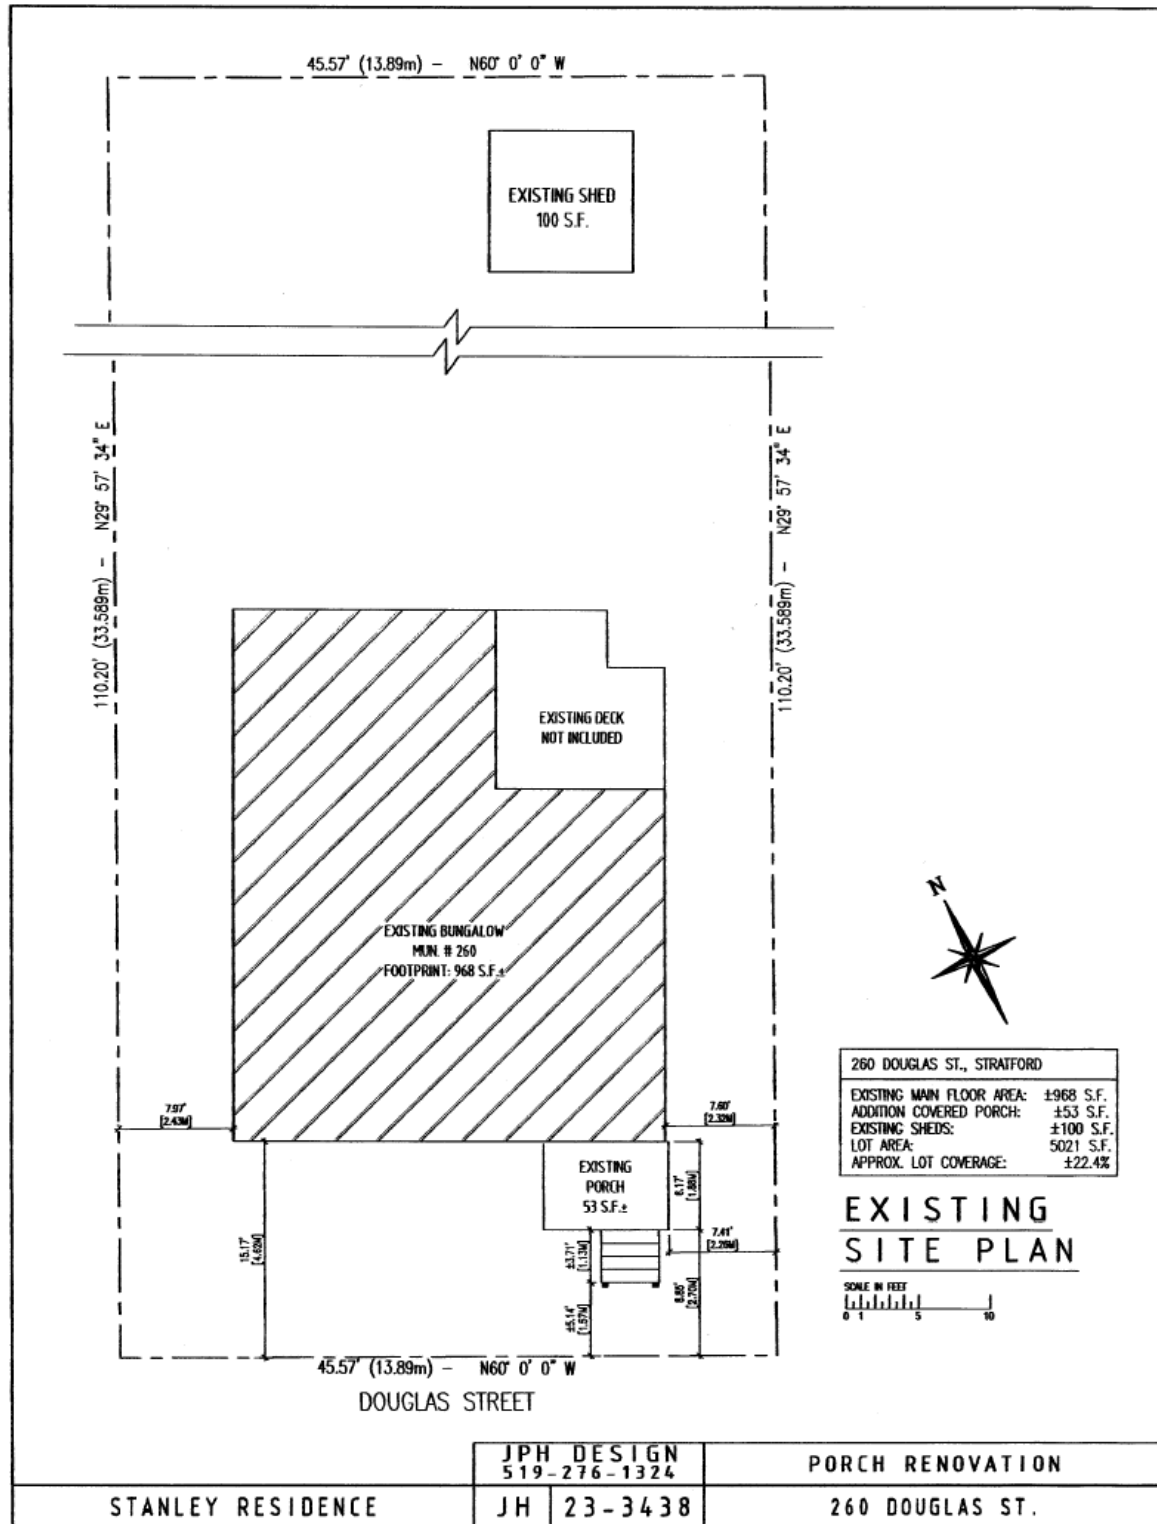 45.57' (13.89m) - N60° 0' 0" W
EXISTING SHED
100 S.F.
110.20' (33.589m) - N29° 57' 34" E
110.20' (33.589m) - N29° 57' 34" E
EXISTING DECK
NOT INCLUDED
EXISTING BUNGALOW
MUN. # 260
FOOTPRINT: 968 S.F.±
N
260 DOUGLAS ST., STRATFORD
EXISTING MAIN FLOOR AREA: ±968 S.F.
ADDITION COVERED PORCH: ±53 S.F.
EXISTING SHEDS: ±100 S.F.
LOT AREA: 5021 S.F.
APPROX. LOT COVERAGE: ±22.4%
7.97'
[2.43M]
7.60'
[2.32M]
EXISTING
PORCH
53 S.F.±
6.17'
[1.88M]
7.41'
[2.26M]
15.17'
[4.62M]
±3.71'
[1.13M]
±5.14'
[1.57M]
8.85'
[2.70M]
EXISTING
SITE PLAN
SCALE IN FEET
0 1 5 10
45.57' (13.89m) - N60° 0' 0" W
DOUGLAS STREET
JPH DESIGN
519-276-1324
PORCH RENOVATION
STANLEY RESIDENCE
JH
23-3438
260 DOUGLAS ST.